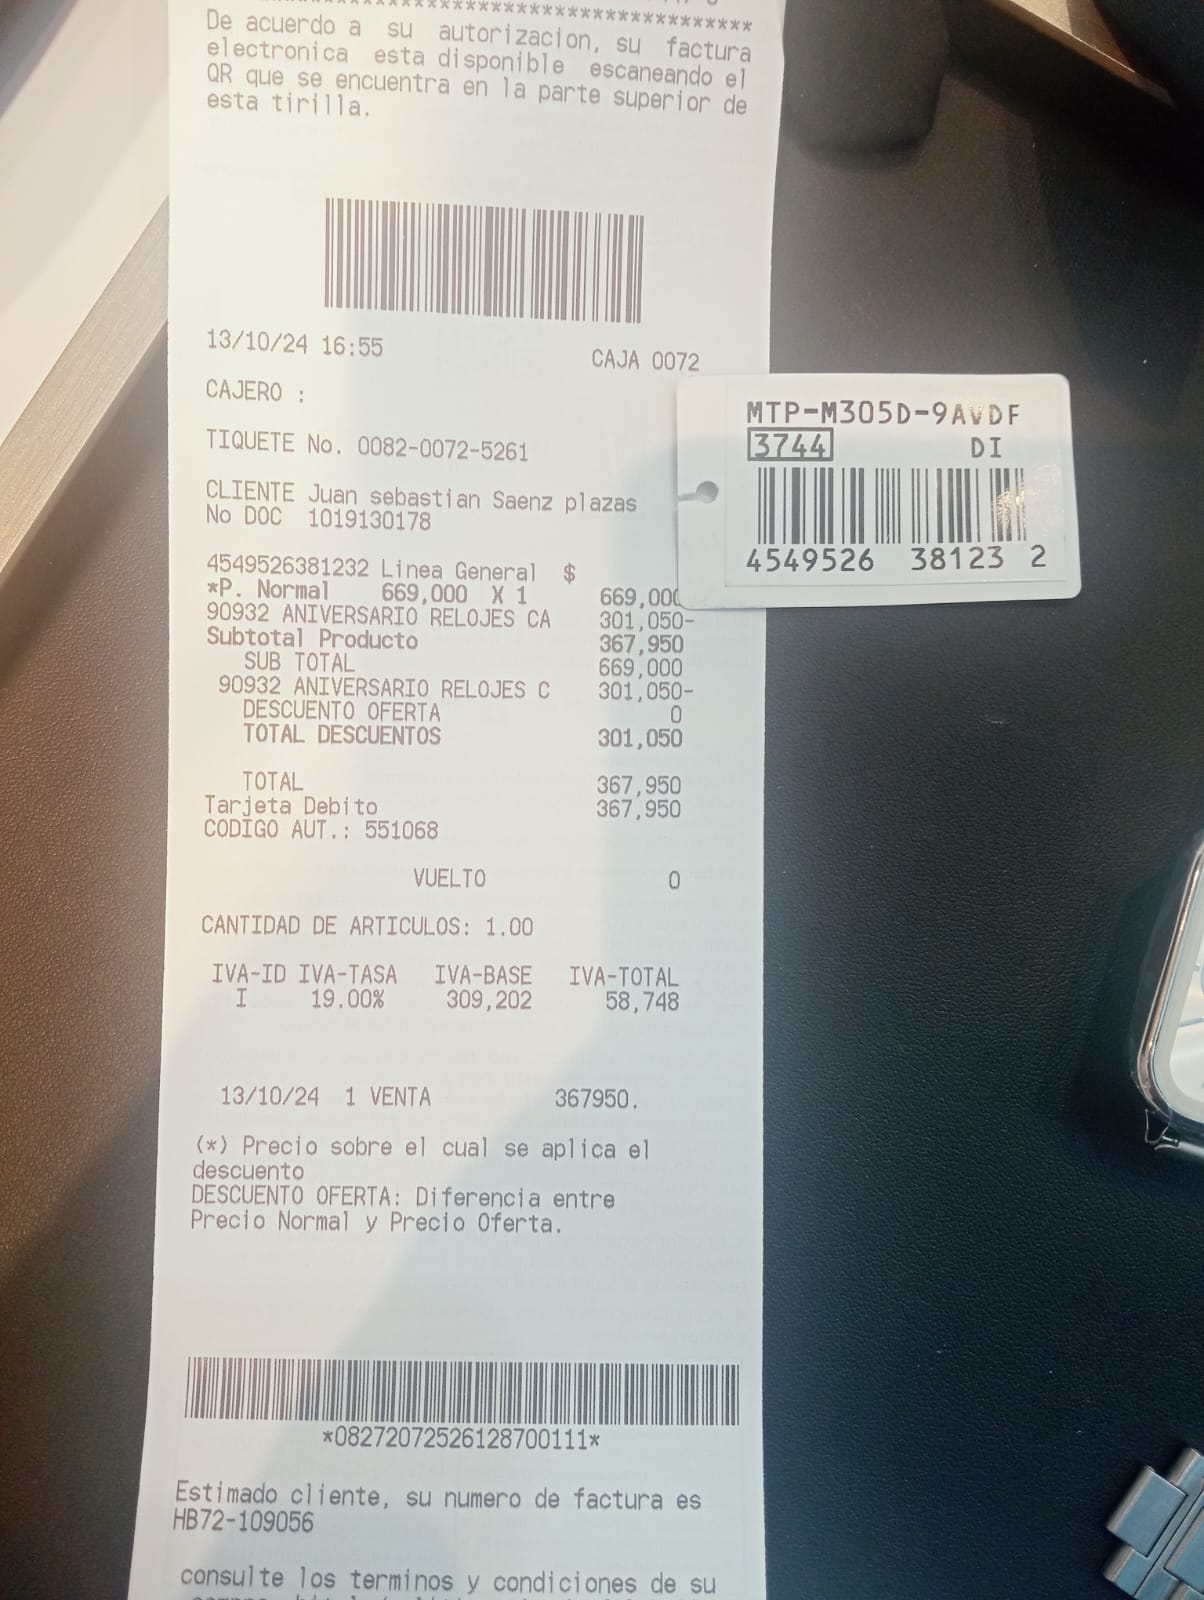 *******************************************
De acuerdo a su autorizacion, su factura
electronica esta disponible escaneando el
QR que se encuentra en la parte superior de
esta tirilla.
13/10/24 16:55 CAJA 0072
CAJERO :
TIQUETE No. 0082-0072-5261
CLIENTE Juan sebastian Saenz plazas
No DOC 1019130178
4549526381232 Linea General $
*P. Normal 669,000 X 1 669,000
90932 ANIVERSARIO RELOJES CA 301,050-
Subtotal Producto 367,950
SUB TOTAL 669,000
90932 ANIVERSARIO RELOJES C 301,050-
DESCUENTO OFERTA 0
TOTAL DESCUENTOS 301,050
TOTAL 367,950
Tarjeta Debito 367,950
CODIGO AUT.: 551068
VUELTO 0
CANTIDAD DE ARTICULOS: 1.00
IVA-ID IVA-TASA IVA-BASE IVA-TOTAL
I 19.00% 309,202 58,748
13/10/24 1 VENTA 367950.
(*) Precio sobre el cual se aplica el
descuento
DESCUENTO OFERTA: Diferencia entre
Precio Normal y Precio Oferta.
*08272072526128700111*
Estimado cliente, su numero de factura es
HB72-109056
consulte los terminos y condiciones de su
MTP-M305D-9AVDF
3744 DI
4549526 38123 2